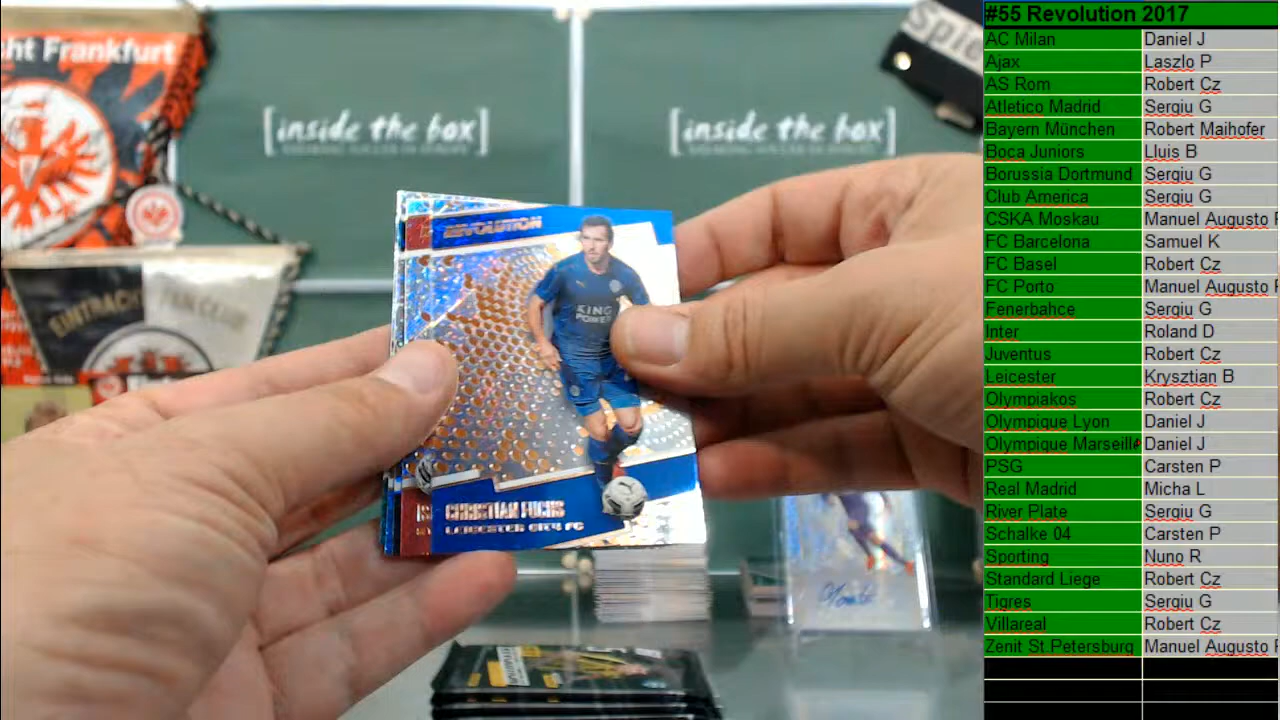 #55 Revolution 2017
AC Milan Daniel J
Ajax Laszlo P
AS Rom Robert Cz
Atletico Madrid Sergiu G
Bayern München Robert Maihofer
Boca Juniors Lluis B
Borussia Dortmund Sergiu G
Club America Sergiu G
CSKA Moskau Manuel Augusto
FC Barcelona Samuel K
FC Basel Robert Cz
FC Porto Manuel Augusto
Fenerbahce Sergiu G
Inter Roland D
Juventus Robert Cz
Leicester Krysztian B
Olympiakos Robert Cz
Olympique Lyon Daniel J
Olympique Marseille Daniel J
PSG Carsten P
Real Madrid Micha L
River Plate Sergiu G
Schalke 04 Carsten P
Sporting Nuno R
Standard Liege Robert Cz
Tigres Sergiu G
Villareal Robert Cz
Zenit St.Petersburg Manuel Augusto
cht Frankfurt
[inside the box]
[inside the box]
Spie
EINTRACHT FAN CLUB
REVOLUTION
KING
POWER
CHRISTIAN FUCHS
LEICESTER CITY FC